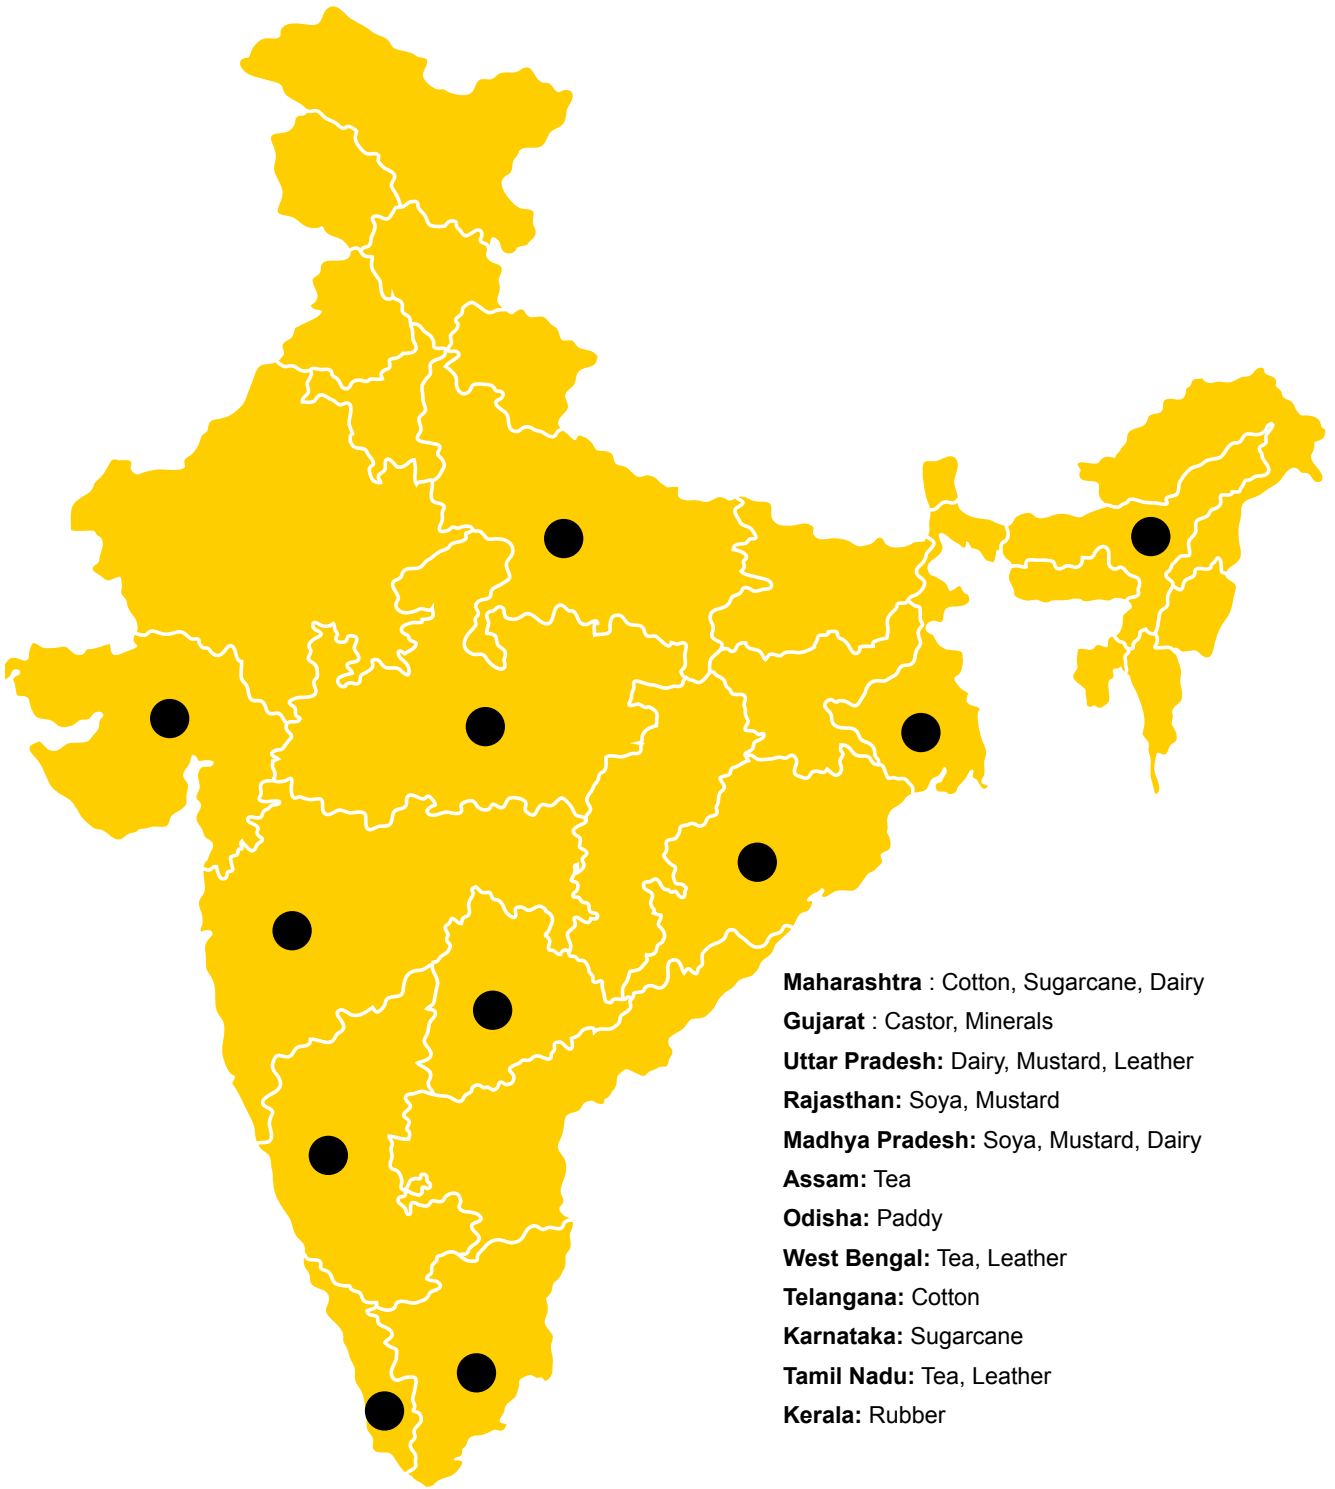 Maharashtra : Cotton, Sugarcane, Dairy
Gujarat : Castor, Minerals
Uttar Pradesh: Dairy, Mustard, Leather
Rajasthan: Soya, Mustard
Madhya Pradesh: Soya, Mustard, Dairy
Assam: Tea
Odisha: Paddy
West Bengal: Tea, Leather
Telangana: Cotton
Karnataka: Sugarcane
Tamil Nadu: Tea, Leather
Kerala: Rubber